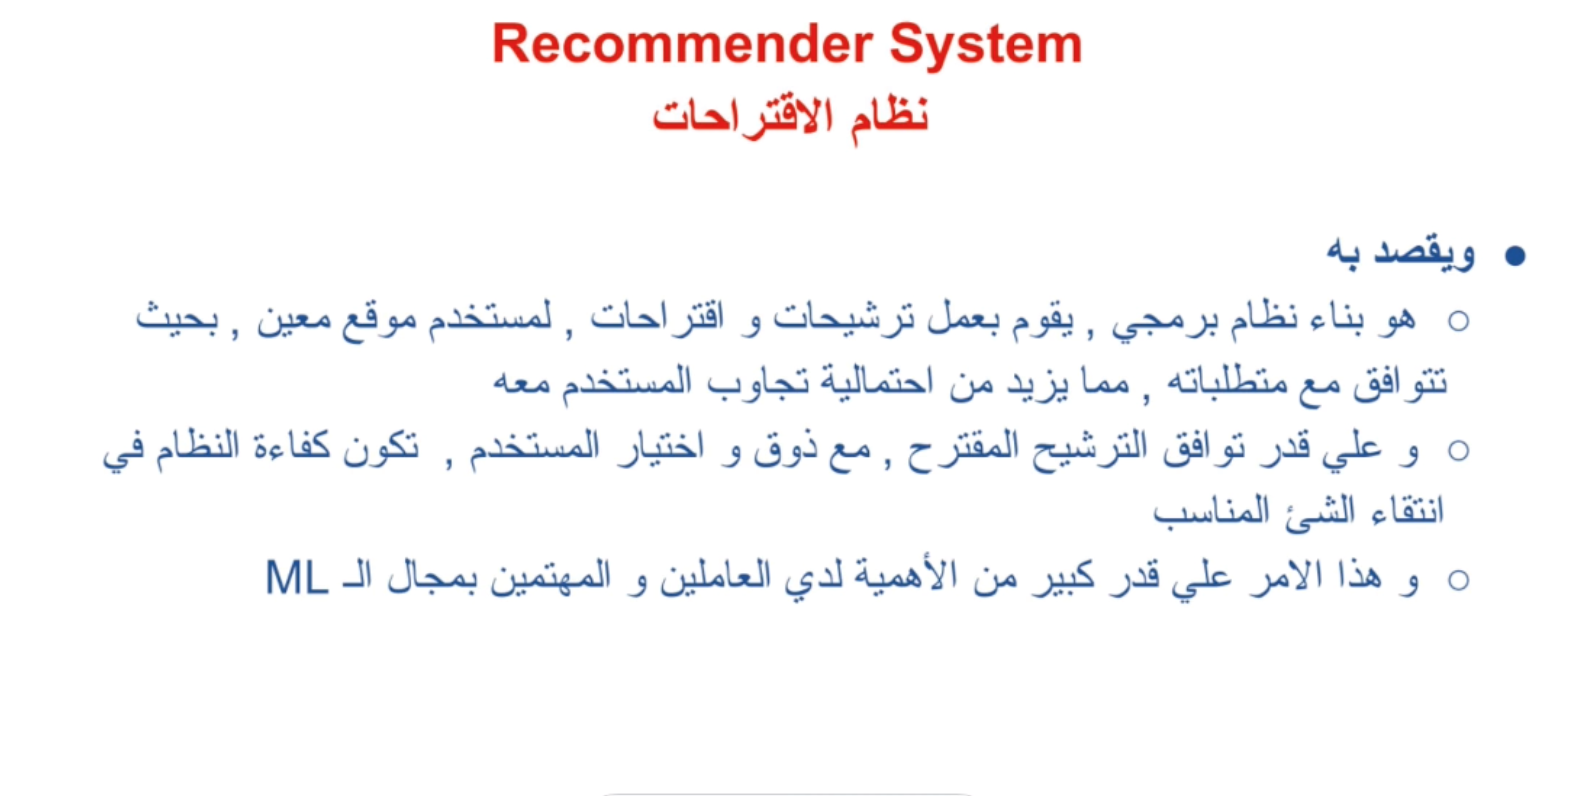 Recommender System
نظام الاقتراحات
● ويقصد به
○ هو بناء نظام برمجي , يقوم بعمل ترشيحات و اقتراحات , لمستخدم موقع معين , بحيث
تتوافق مع متطلباته , مما يزيد من احتمالية تجاوب المستخدم معه
○ و علي قدر توافق الترشيح المقترح , مع ذوق و اختيار المستخدم , تكون كفاءة النظام في
انتقاء الشئ المناسب
○ و هذا الامر علي قدر كبير من الأهمية لدي العاملين و المهتمين بمجال الـ ML